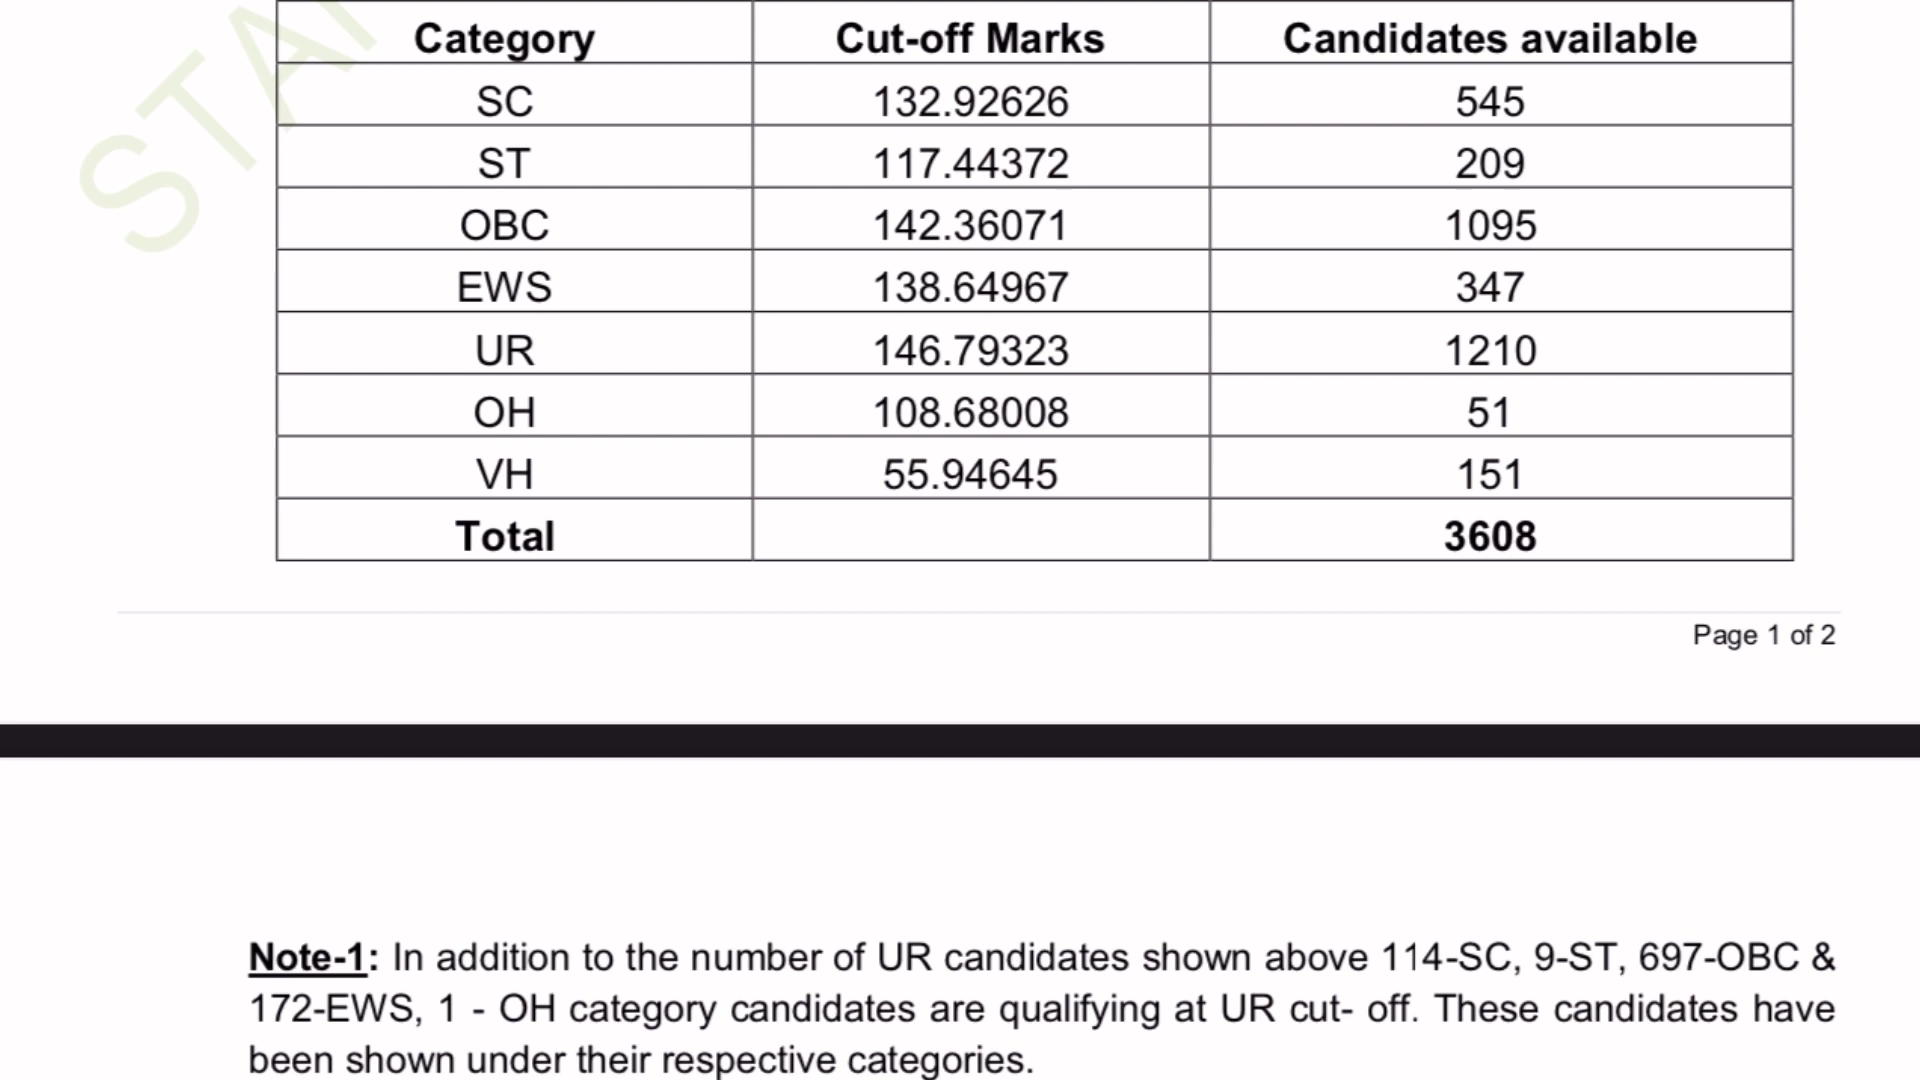 STA
Category Cut-off Marks Candidates available
SC 132.92626 545
ST 117.44372 209
OBC 142.36071 1095
EWS 138.64967 347
UR 146.79323 1210
OH 108.68008 51
VH 55.94645 151
Total 3608
Page 1 of 2
Note-1: In addition to the number of UR candidates shown above 114-SC, 9-ST, 697-OBC &
172-EWS, 1 - OH category candidates are qualifying at UR cut- off. These candidates have
been shown under their respective categories.